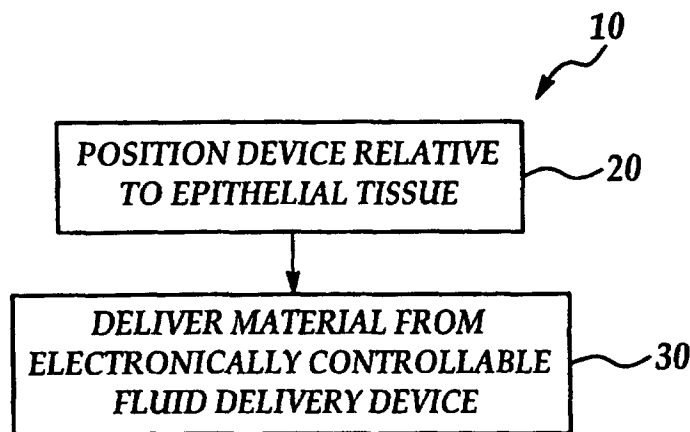 10
POSITION DEVICE RELATIVE
TO EPITHELIAL TISSUE
20
DELIVER MATERIAL FROM
ELECTRONICALLY CONTROLLABLE
FLUID DELIVERY DEVICE
30